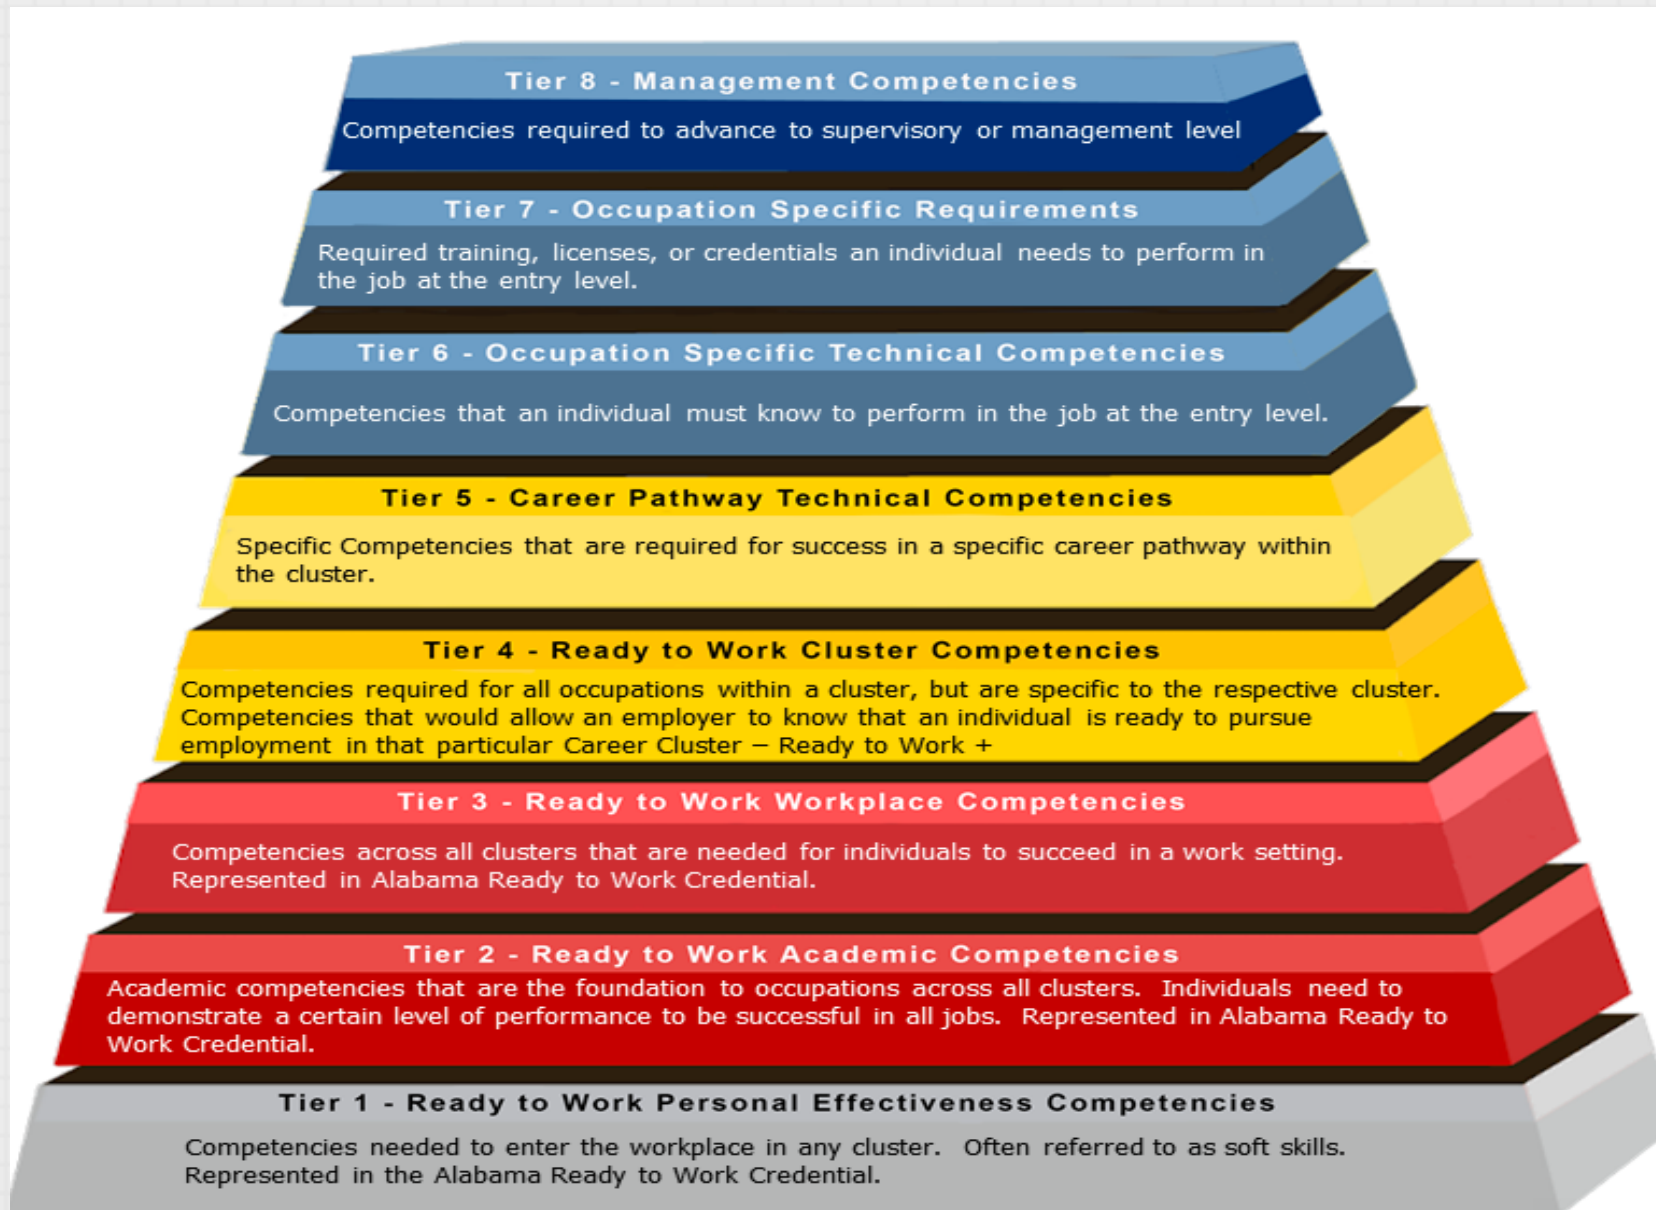 Tier 8 - Management Competencies
Competencies required to advance to supervisory or management level
Tier 7 - Occupation Specific Requirements
Required training, licenses, or credentials an individual needs to perform in
the job at the entry level.
Tier 6 - Occupation Specific Technical Competencies
Competencies that an individual must know to perform in the job at the entry level.
Tier 5 - Career Pathway Technical Competencies
Specific Competencies that are required for success in a specific career pathway within
the cluster.
Tier 4 - Ready to Work Cluster Competencies
Competencies required for all occupations within a cluster, but are specific to the respective cluster.
Competencies that would allow an employer to know that an individual is ready to pursue
employment in that particular Career Cluster – Ready to Work +
Tier 3 - Ready to Work Workplace Competencies
Competencies across all clusters that are needed for individuals to succeed in a work setting.
Represented in Alabama Ready to Work Credential.
Tier 2 - Ready to Work Academic Competencies
Academic competencies that are the foundation to occupations across all clusters. Individuals need to
demonstrate a certain level of performance to be successful in all jobs. Represented in Alabama Ready to
Work Credential.
Tier 1 - Ready to Work Personal Effectiveness Competencies
Competencies needed to enter the workplace in any cluster. Often referred to as soft skills.
Represented in the Alabama Ready to Work Credential.